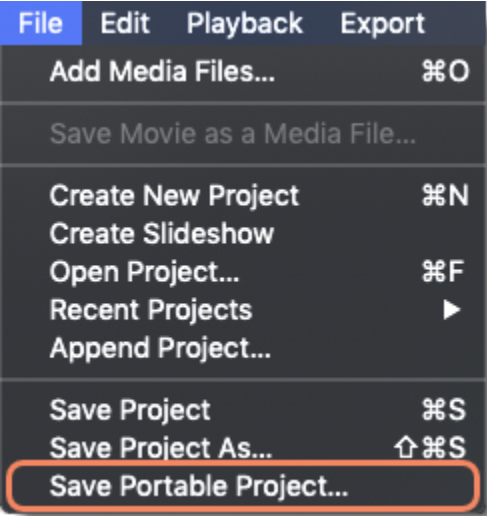 File Edit Playback Export
Add Media Files... ⌘O
Save Movie as a Media File...
Create New Project ⌘N
Create Slideshow
Open Project... ⌘F
Recent Projects ▶
Append Project...
Save Project ⌘S
Save Project As... ⇧⌘S
Save Portable Project...